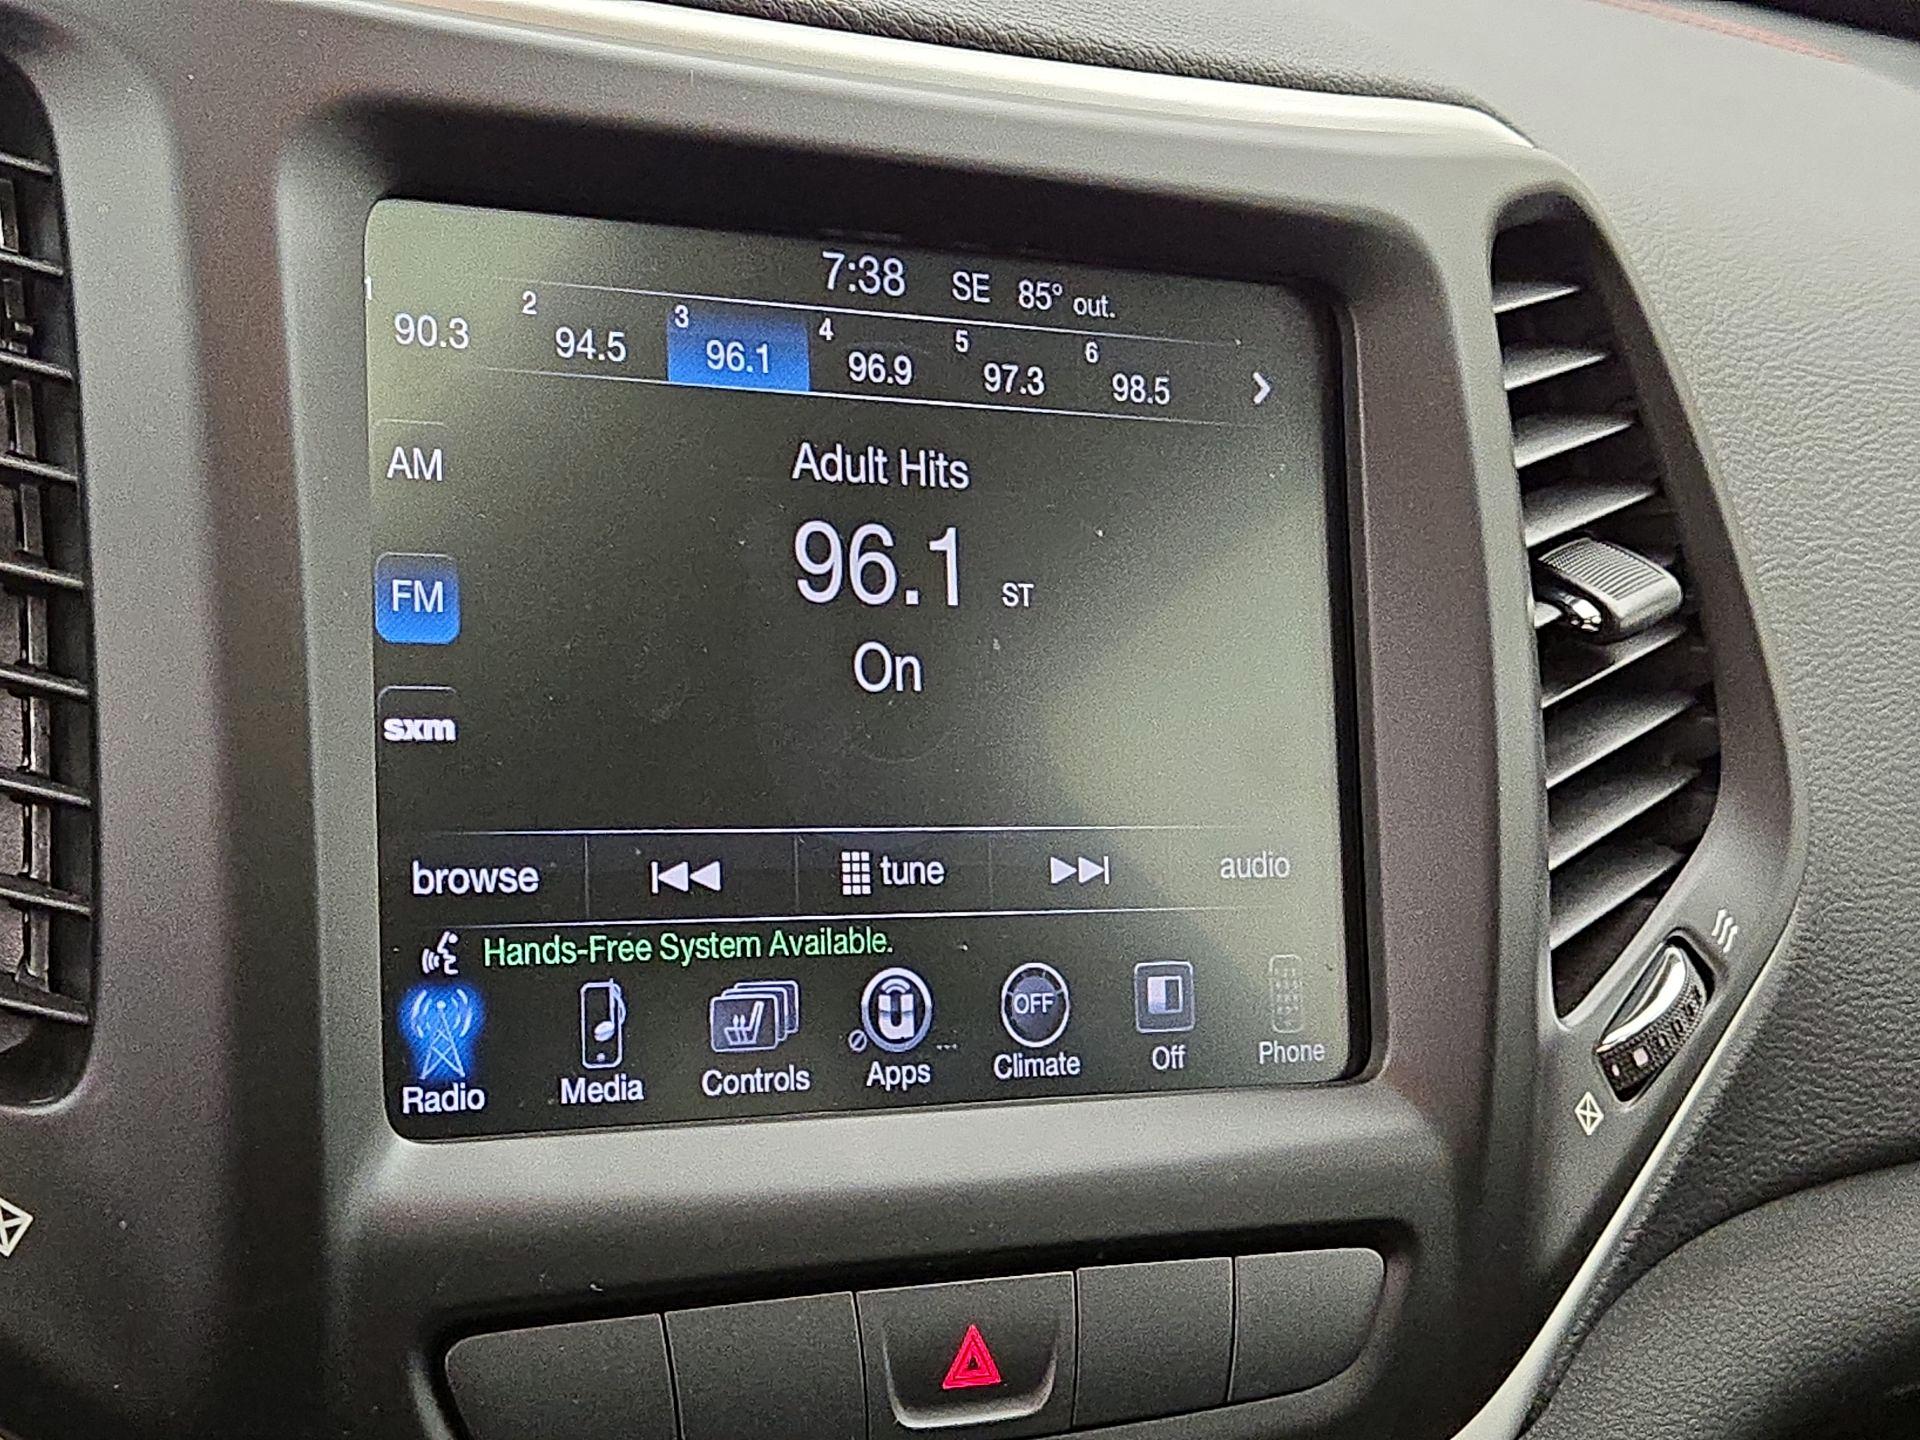 7:38 SE 85° out.
1 90.3 2 94.5 3 96.1 4 96.9 5 97.3 6 98.5
AM
Adult Hits
96.1 ST
FM
On
sxm
browse tune audio
Hands-Free System Available.
OFF
Radio Media Controls Apps ... Climate Off Phone